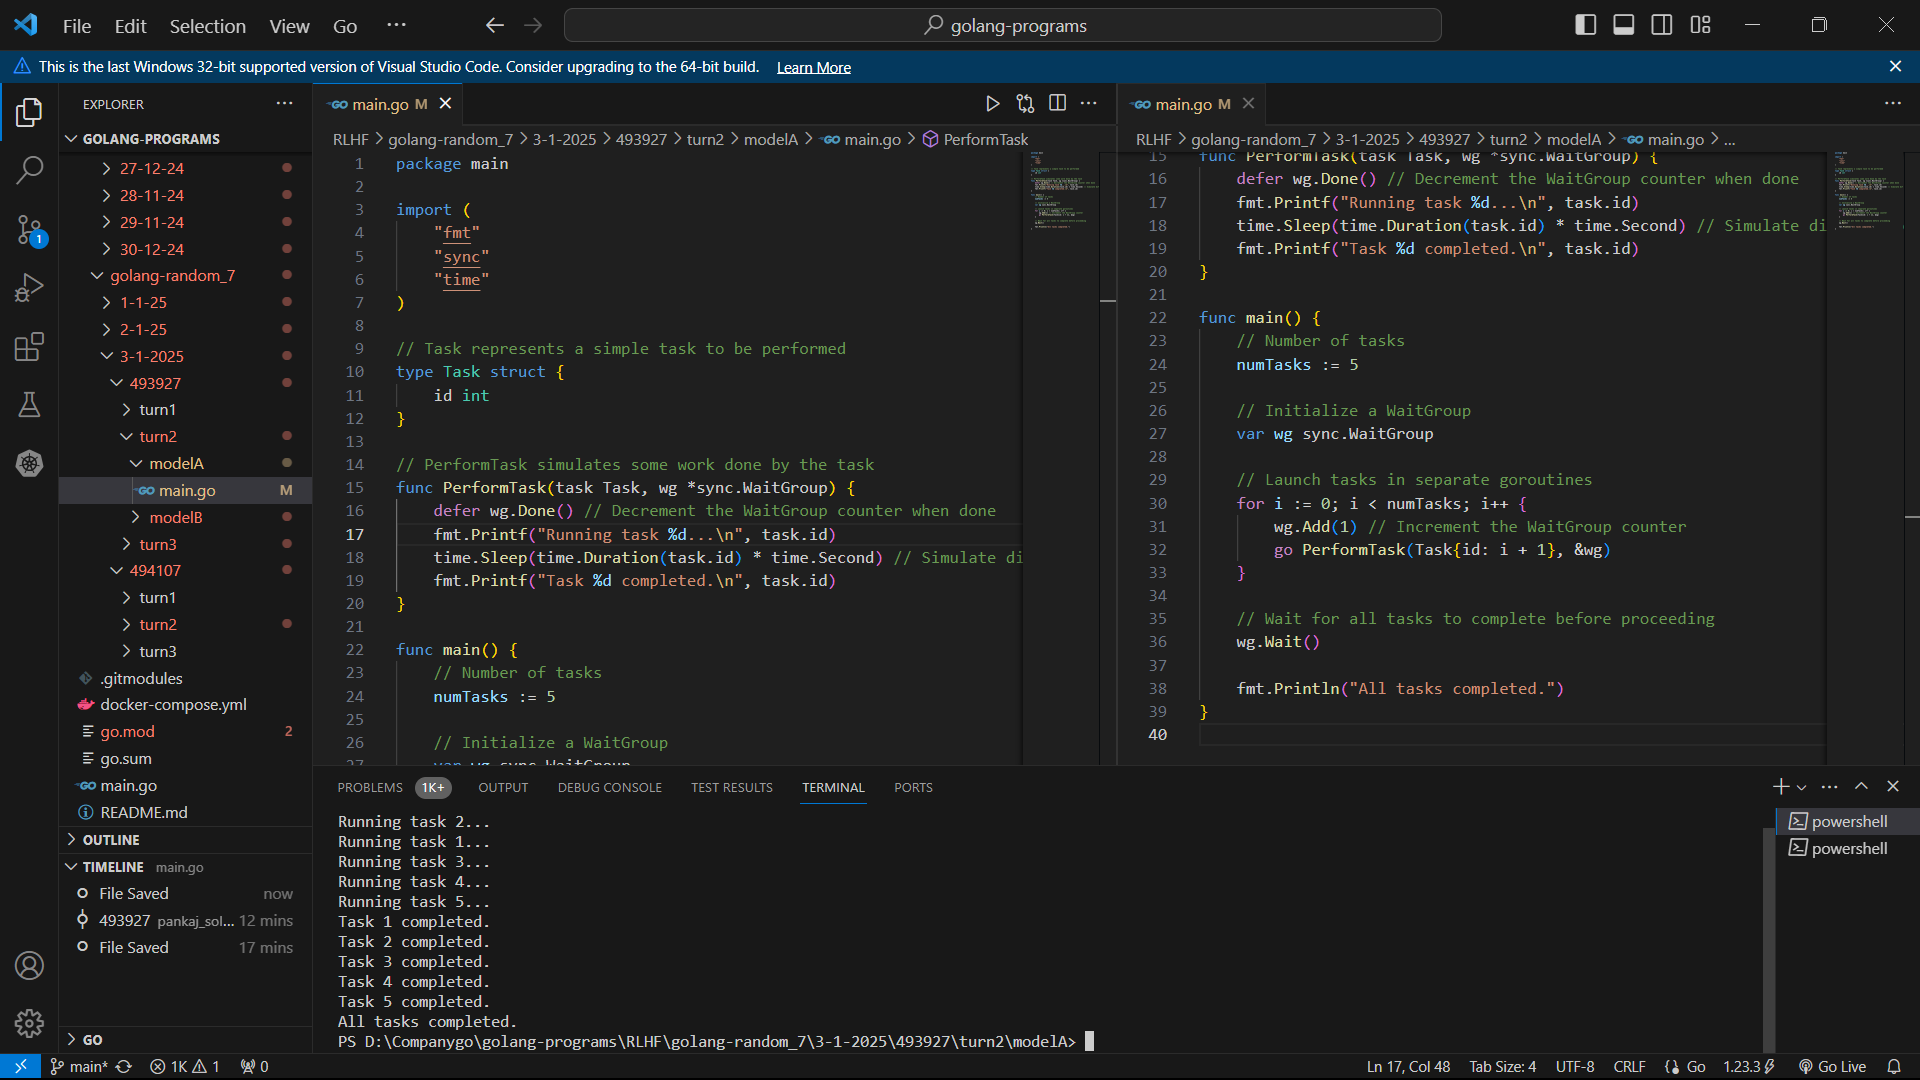 File Edit Selection View Go ...
golang-programs
This is the last Windows 32-bit supported version of Visual Studio Code. Consider upgrading to the 64-bit build. Learn More
EXPLORER
GOLANG-PROGRAMS
27-12-24
28-11-24
29-11-24
30-12-24
golang-random_7
1-1-25
2-1-25
3-1-2025
493927
turn1
turn2
modelA
main.go M
modelB
turn3
494107
turn1
turn2
turn3
.gitmodules
docker-compose.yml
go.mod 2
go.sum
main.go
README.md
OUTLINE
TIMELINE main.go
File Saved now
493927 pankaj_sol... 12 mins
File Saved 17 mins
GO
1
main.go M
RLHF > golang-random_7 > 3-1-2025 > 493927 > turn2 > modelA > main.go > PerformTask
1 package main
2
3 import (
4 "fmt"
5 "sync"
6 "time"
7 )
8
9 // Task represents a simple task to be performed
10 type Task struct {
11 id int
12 }
13
14 // PerformTask simulates some work done by the task
15 func PerformTask(task Task, wg *sync.WaitGroup) {
16 defer wg.Done() // Decrement the WaitGroup counter when done
17 fmt.Printf("Running task %d...\n", task.id)
18 time.Sleep(time.Duration(task.id) * time.Second) // Simulate di
19 fmt.Printf("Task %d completed.\n", task.id)
20 }
21
22 func main() {
23 // Number of tasks
24 numTasks := 5
25
26 // Initialize a WaitGroup
27 var wg sync.WaitGroup
main.go M
RLHF > golang-random_7 > 3-1-2025 > 493927 > turn2 > modelA > main.go > ...
15 func PerformTask(task Task, wg *sync.WaitGroup) {
16 defer wg.Done() // Decrement the WaitGroup counter when done
17 fmt.Printf("Running task %d...\n", task.id)
18 time.Sleep(time.Duration(task.id) * time.Second) // Simulate di
19 fmt.Printf("Task %d completed.\n", task.id)
20 }
21
22 func main() {
23 // Number of tasks
24 numTasks := 5
25
26 // Initialize a WaitGroup
27 var wg sync.WaitGroup
28
29 // Launch tasks in separate goroutines
30 for i := 0; i < numTasks; i++ {
31 wg.Add(1) // Increment the WaitGroup counter
32 go PerformTask(Task{id: i + 1}, &wg)
33 }
34
35 // Wait for all tasks to complete before proceeding
36 wg.Wait()
37
38 fmt.Println("All tasks completed.")
39 }
40
PROBLEMS 1K+ OUTPUT DEBUG CONSOLE TEST RESULTS TERMINAL PORTS
Running task 2...
Running task 1...
Running task 3...
Running task 4...
Running task 5...
Task 1 completed.
Task 2 completed.
Task 3 completed.
Task 4 completed.
Task 5 completed.
All tasks completed.
PS D:\Companygo\golang-programs\RLHF\golang-random_7\3-1-2025\493927\turn2\modelA>
powershell
powershell
main* 1K 1 0 Ln 17, Col 48 Tab Size: 4 UTF-8 CRLF Go 1.23.3 Go Live